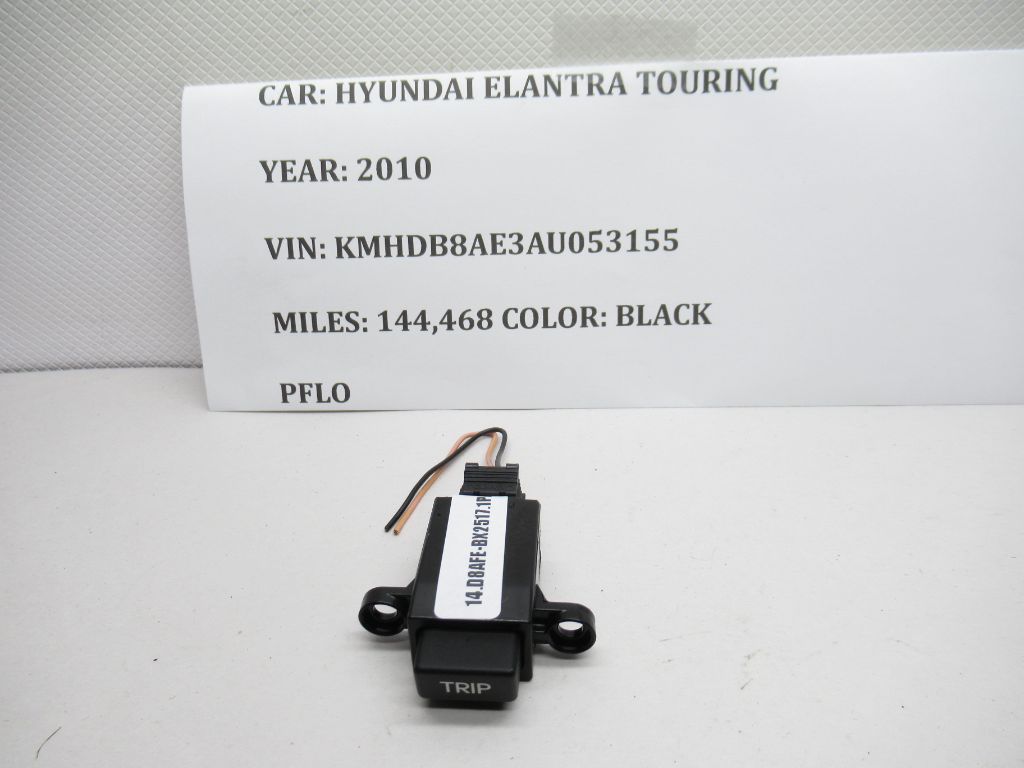 CAR: HYUNDAI ELANTRA TOURING
YEAR: 2010
VIN: KMHDB8AE3AU053155
MILES: 144,468 COLOR: BLACK
PFLO
14.D8AFE-BX2517.1P
TRIP